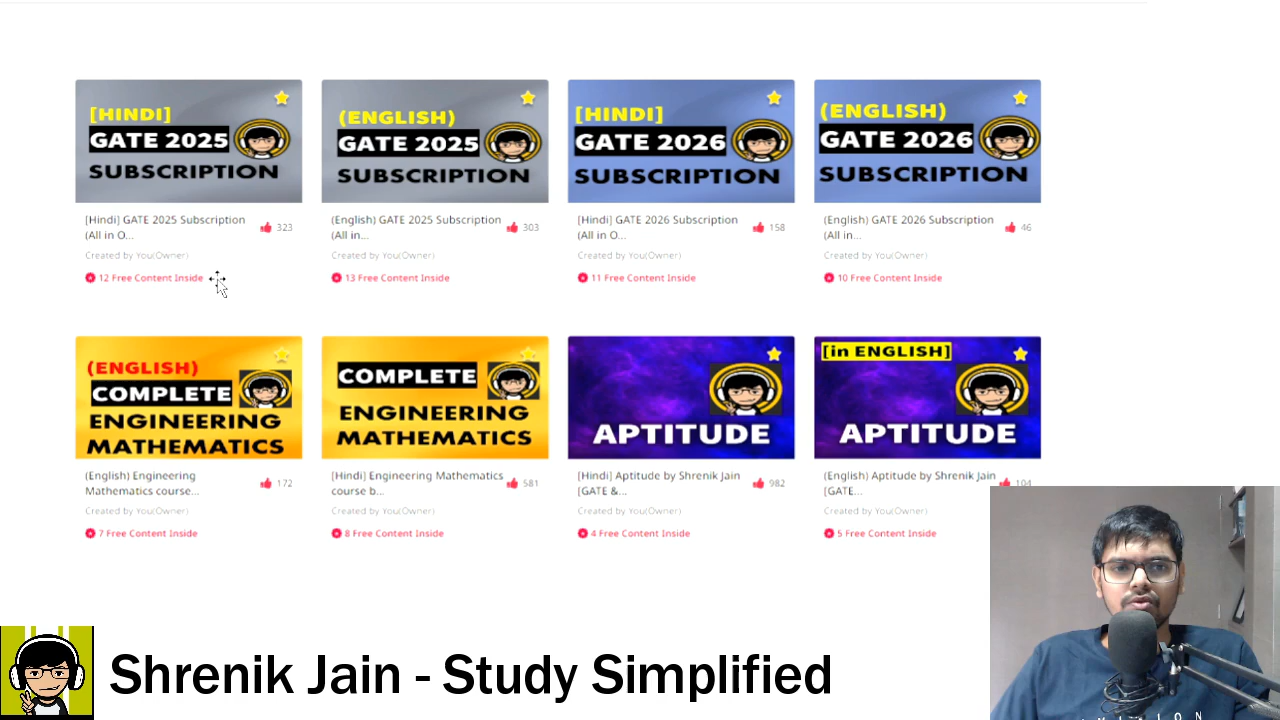 [HINDI]
GATE 2025
SUBSCRIPTION
(ENGLISH)
GATE 2025
SUBSCRIPTION
[HINDI]
GATE 2026
SUBSCRIPTION
(ENGLISH)
GATE 2026
SUBSCRIPTION
[Hindi] GATE 2025 Subscription
(All in O...
323
Created by You(Owner)
12 Free Content Inside
(English) GATE 2025 Subscription
(All in...
303
Created by You(Owner)
13 Free Content Inside
[Hindi] GATE 2026 Subscription
(All in O...
158
Created by You(Owner)
11 Free Content Inside
(English) GATE 2026 Subscription
(All in...
46
Created by You(Owner)
10 Free Content Inside
(ENGLISH)
COMPLETE
ENGINEERING
MATHEMATICS
COMPLETE
ENGINEERING
MATHEMATICS
APTITUDE
[in ENGLISH]
APTITUDE
(English) Engineering
Mathematics course...
172
Created by You(Owner)
7 Free Content Inside
[Hindi] Engineering Mathematics
course b...
581
Created by You(Owner)
8 Free Content Inside
[Hindi] Aptitude by Shrenik Jain
[GATE &...
982
Created by You(Owner)
4 Free Content Inside
(English) Aptitude by Shrenik Jain
[GATE...
104
Created by You(Owner)
5 Free Content Inside
Shrenik Jain - Study Simplified